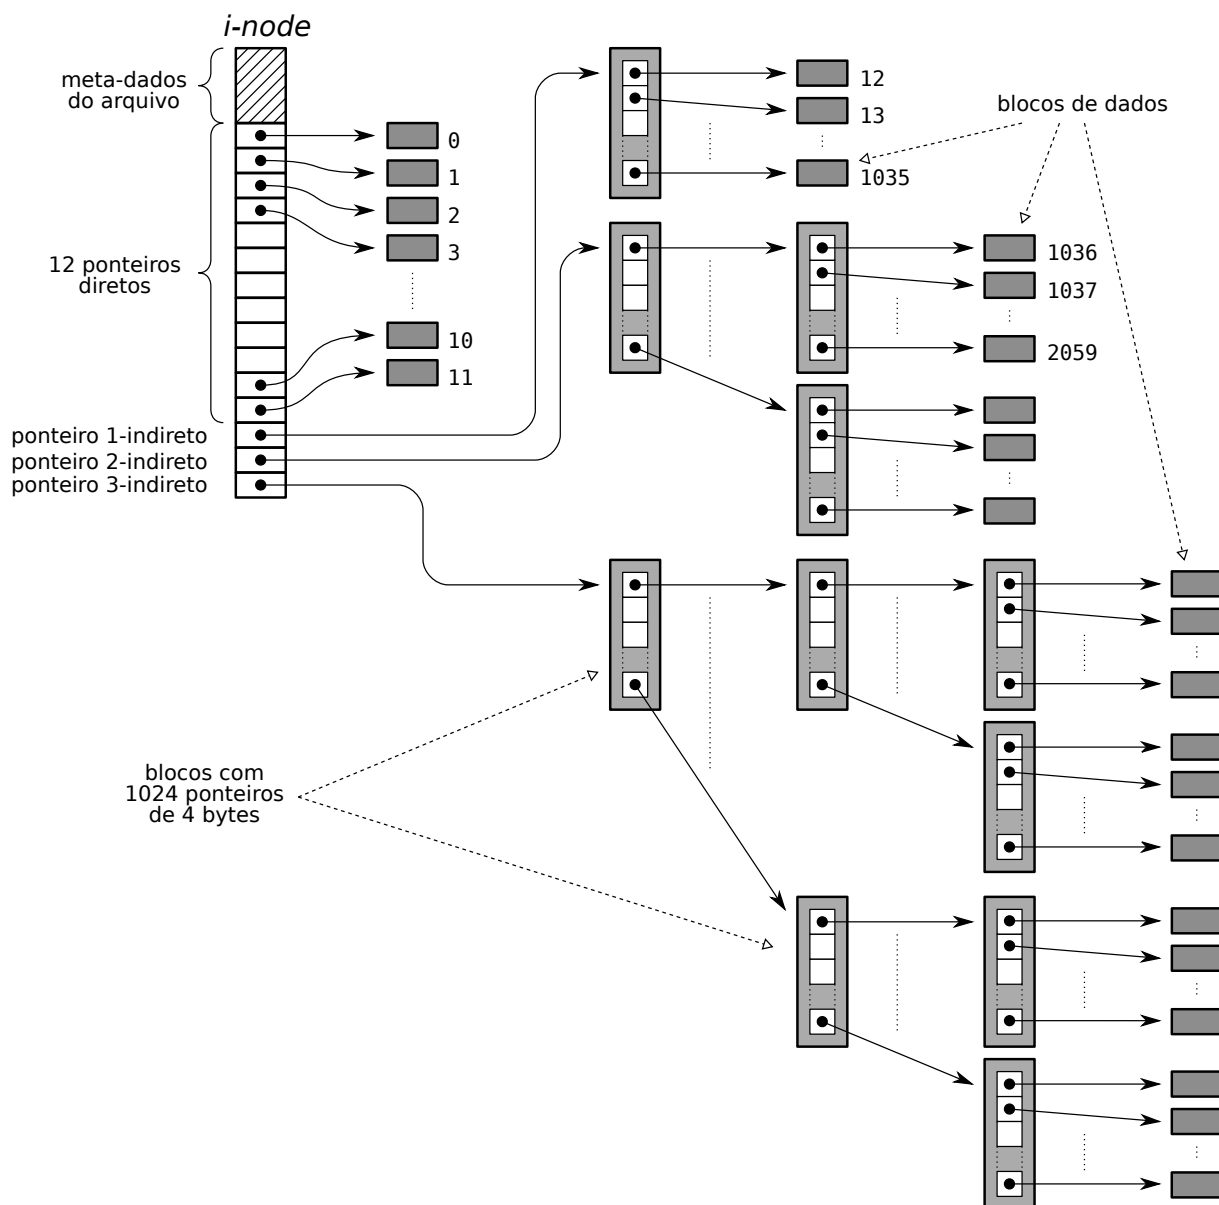 i-node
meta-dados
do arquivo
12 ponteiros
diretos
ponteiro 1-indireto
ponteiro 2-indireto
ponteiro 3-indireto
0
1
2
3
10
11
12
13
1035
blocos de dados
1036
1037
2059
blocos com
1024 ponteiros
de 4 bytes